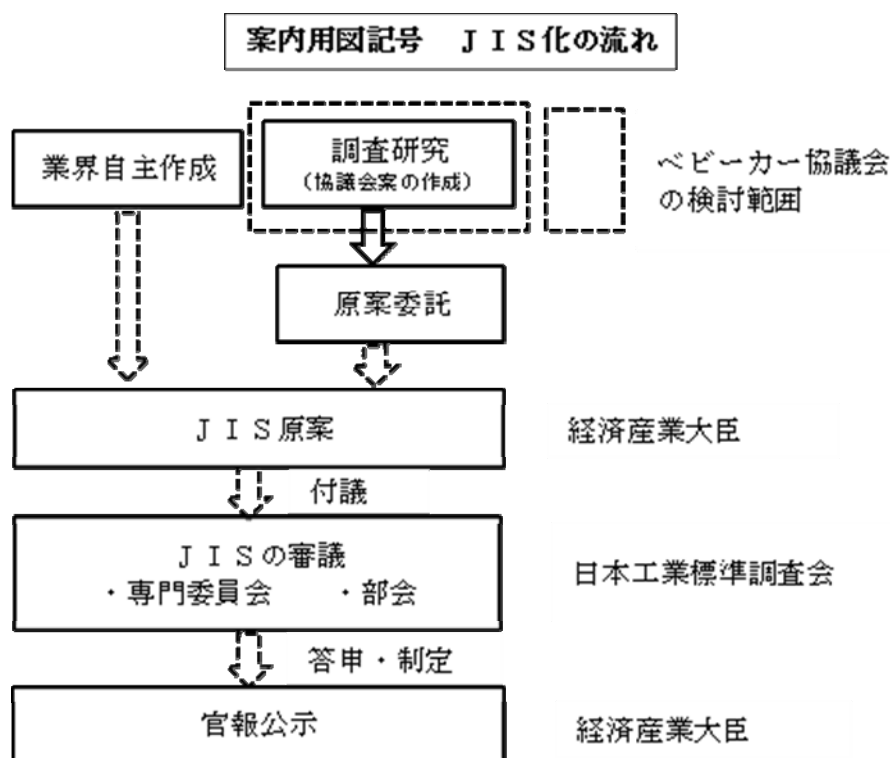 案内用図記号　ＪＩＳ化の流れ
業界自主作成
調査研究
（協議会案の作成）
ベビーカー協議会
の検討範囲
原案委託
ＪＩＳ原案
経済産業大臣
付議
ＪＩＳの審議
・専門委員会　　・部会
日本工業標準調査会
答申・制定
官報公示
経済産業大臣